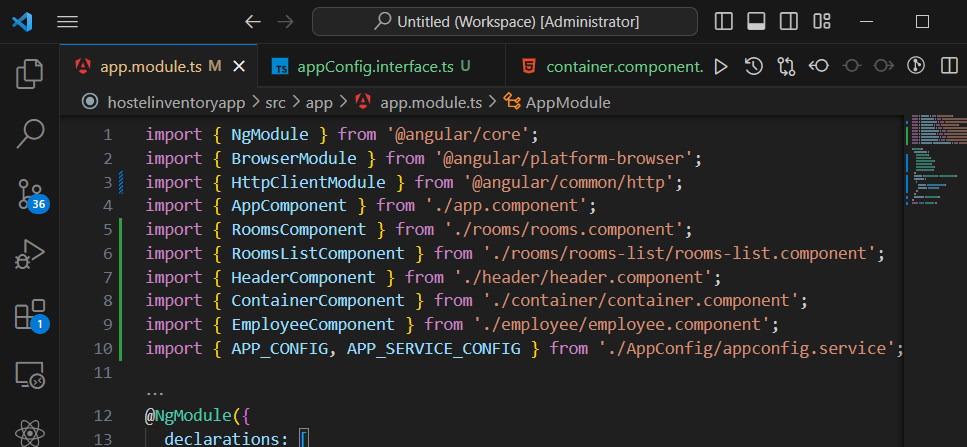 Untitled (Workspace) [Administrator]
app.module.ts M
TS appConfig.interface.ts U
container.component.
hostelinventoryapp > src > app > app.module.ts > AppModule
1 import { NgModule } from '@angular/core';
2 import { BrowserModule } from '@angular/platform-browser';
3 import { HttpClientModule } from '@angular/common/http';
4 import { AppComponent } from './app.component';
5 import { RoomsComponent } from './rooms/rooms.component';
6 import { RoomsListComponent } from './rooms/rooms-list/rooms-list.component';
7 import { HeaderComponent } from './header/header.component';
8 import { ContainerComponent } from './container/container.component';
9 import { EmployeeComponent } from './employee/employee.component';
10 import { APP_CONFIG, APP_SERVICE_CONFIG } from './AppConfig/appconfig.service';
11
...
12 @NgModule({
13 declarations: [
36
1